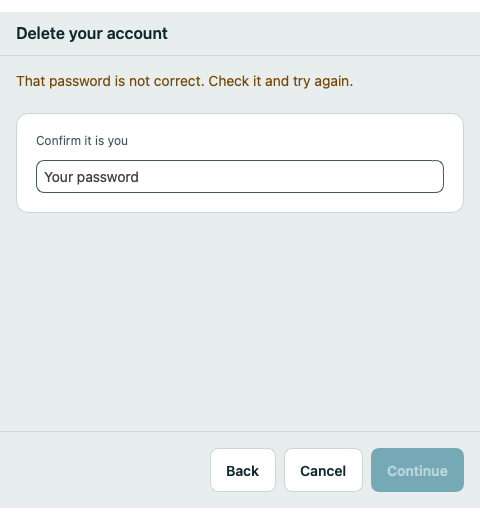 Delete your account
That password is not correct. Check it and try again.
Confirm it is you
Your password
Back
Cancel
Continue